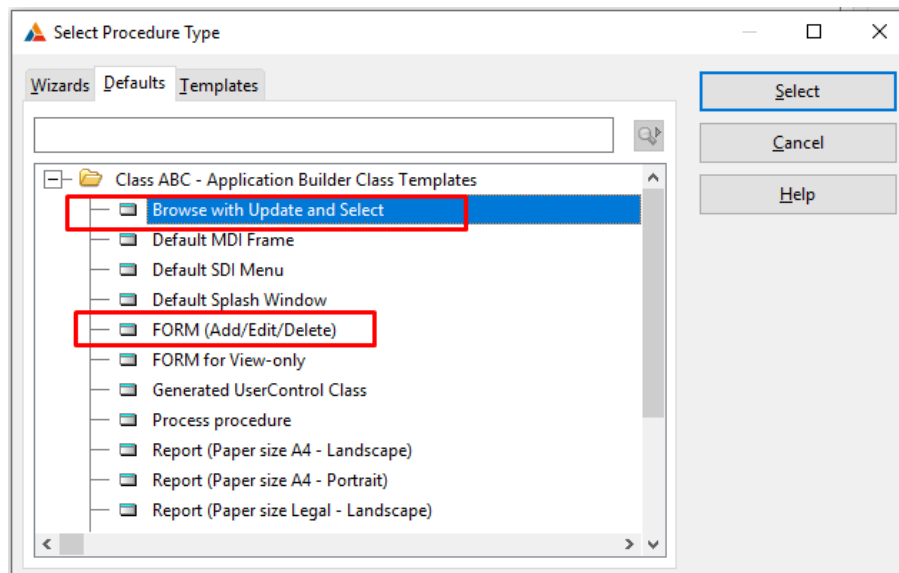 Select Procedure Type
Wizards Defaults Templates
Select
Cancel
Help
Class ABC - Application Builder Class Templates
Browse with Update and Select
Default MDI Frame
Default SDI Menu
Default Splash Window
FORM (Add/Edit/Delete)
FORM for View-only
Generated UserControl Class
Process procedure
Report (Paper size A4 - Landscape)
Report (Paper size A4 - Portrait)
Report (Paper size Legal - Landscape)